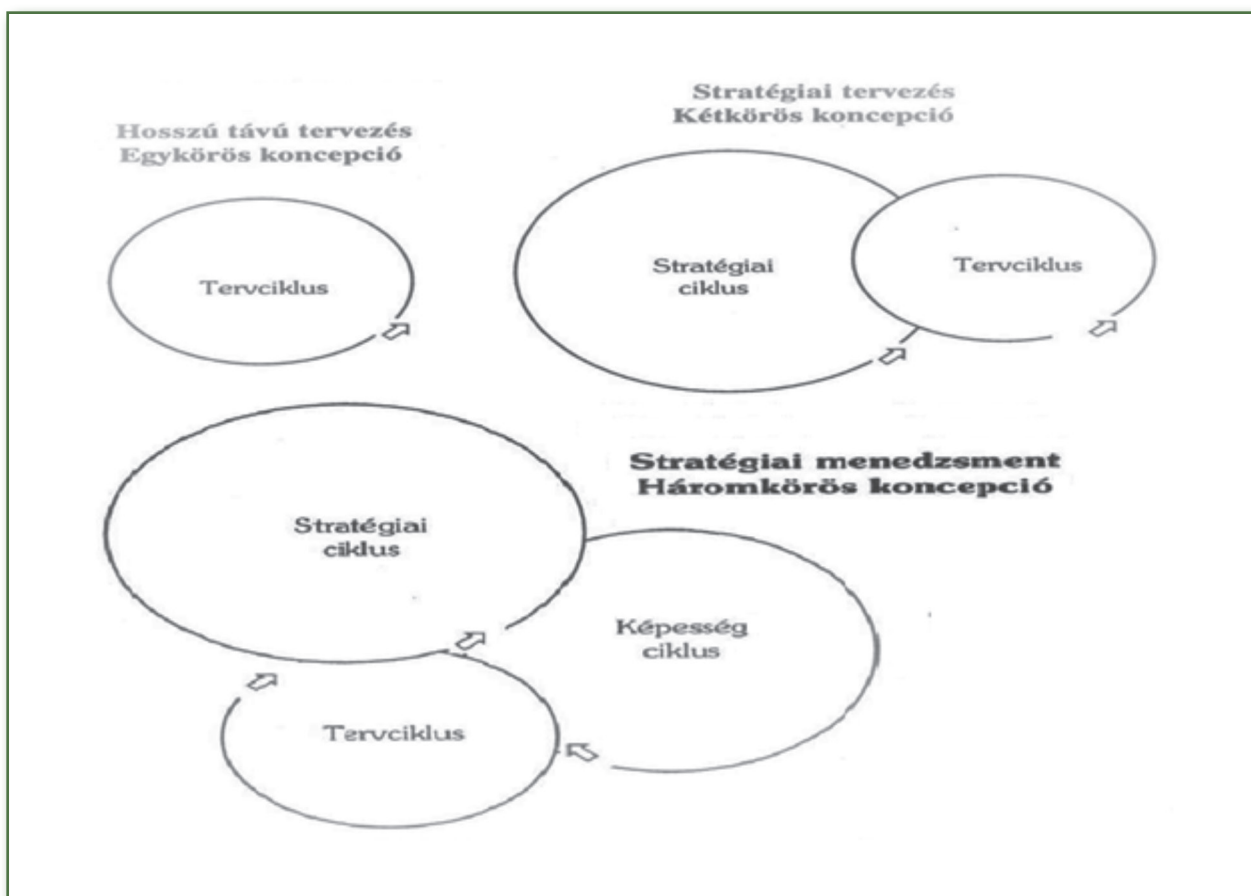 Hosszú távú tervezés
Egykörös koncepció
Tervciklus
Stratégiai tervezés
Kétkörös koncepció
Stratégiai
ciklus
Tervciklus
Stratégiai menedzsment
Háromkörös koncepció
Stratégiai
ciklus
Képesség
ciklus
Tervciklus